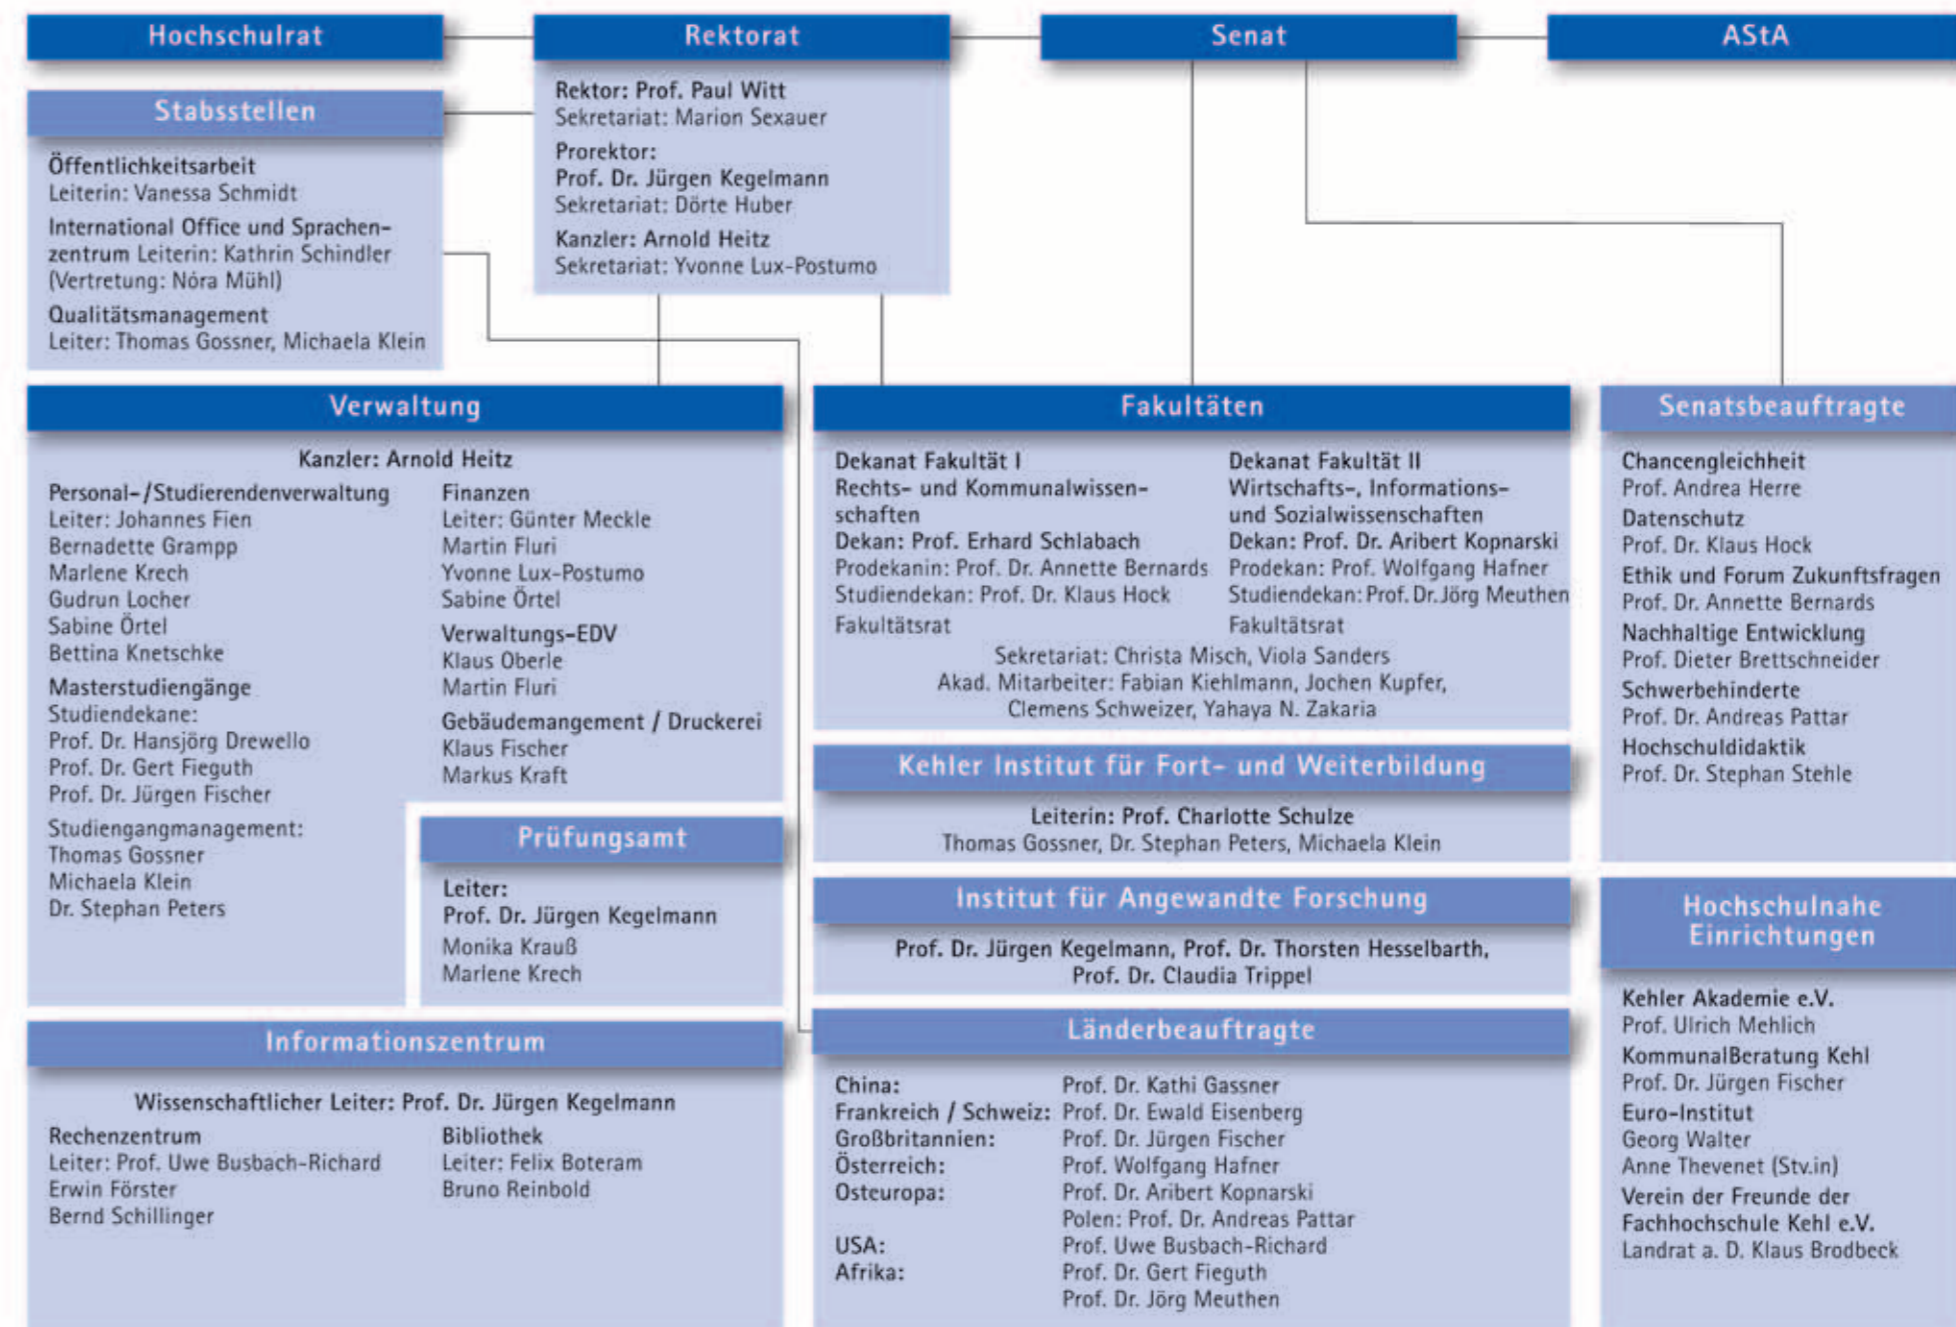 Hochschulrat
Rektorat
Senat
AStA
Stabsstellen
Öffentlichkeitsarbeit
Leiterin: Vanessa Schmidt
International Office und Sprachen-
zentrum Leiterin: Kathrin Schindler
(Vertretung: Nóra Mühl)
Qualitätsmanagement
Leiter: Thomas Gossner, Michaela Klein
Rektor: Prof. Paul Witt
Sekretariat: Marion Sexauer
Prorektor:
Prof. Dr. Jürgen Kegelmann
Sekretariat: Dörte Huber
Kanzler: Arnold Heitz
Sekretariat: Yvonne Lux-Postumo
Verwaltung
Kanzler: Arnold Heitz
Personal-/Studierendenverwaltung
Leiter: Johannes Fien
Bernadette Grampp
Marlene Krech
Gudrun Locher
Sabine Örtel
Bettina Knetschke
Masterstudiengänge
Studiendekane:
Prof. Dr. Hansjörg Drewello
Prof. Dr. Gert Fieguth
Prof. Dr. Jürgen Fischer
Studiengangmanagement:
Thomas Gossner
Michaela Klein
Dr. Stephan Peters
Finanzen
Leiter: Günter Meckle
Martin Fluri
Yvonne Lux-Postumo
Sabine Örtel
Verwaltungs-EDV
Klaus Oberle
Martin Fluri
Gebäudemangement / Druckerei
Klaus Fischer
Markus Kraft
Prüfungsamt
Leiter:
Prof. Dr. Jürgen Kegelmann
Monika Krauß
Marlene Krech
Informationszentrum
Wissenschaftlicher Leiter: Prof. Dr. Jürgen Kegelmann
Rechenzentrum
Leiter: Prof. Uwe Busbach-Richard
Erwin Förster
Bernd Schillinger
Bibliothek
Leiter: Felix Boteram
Bruno Reinbold
Fakultäten
Dekanat Fakultät I
Rechts- und Kommunalwissen-
schaften
Dekan: Prof. Erhard Schlabach
Prodekanin: Prof. Dr. Annette Bernards
Studiendekan: Prof. Dr. Klaus Hock
Fakultätsrat
Dekanat Fakultät II
Wirtschafts-, Informations-
und Sozialwissenschaften
Dekan: Prof. Dr. Aribert Kopnarski
Prodekan: Prof. Wolfgang Hafner
Studiendekan: Prof. Dr. Jörg Meuthen
Fakultätsrat
Sekretariat: Christa Misch, Viola Sanders
Akad. Mitarbeiter: Fabian Kiehlmann, Jochen Kupfer,
Clemens Schweizer, Yahaya N. Zakaria
Kehler Institut für Fort- und Weiterbildung
Leiterin: Prof. Charlotte Schulze
Thomas Gossner, Dr. Stephan Peters, Michaela Klein
Institut für Angewandte Forschung
Prof. Dr. Jürgen Kegelmann, Prof. Dr. Thorsten Hesselbarth,
Prof. Dr. Claudia Trippel
Länderbeauftragte
China: Prof. Dr. Kathi Gassner
Frankreich / Schweiz: Prof. Dr. Ewald Eisenberg
Großbritannien: Prof. Dr. Jürgen Fischer
Österreich: Prof. Wolfgang Hafner
Osteuropa: Prof. Dr. Aribert Kopnarski
Polen: Prof. Dr. Andreas Pattar
USA: Prof. Uwe Busbach-Richard
Afrika: Prof. Dr. Gert Fieguth
Prof. Dr. Jörg Meuthen
Senatsbeauftragte
Chancengleichheit
Prof. Andrea Herre
Datenschutz
Prof. Dr. Klaus Hock
Ethik und Forum Zukunftsfragen
Prof. Dr. Annette Bernards
Nachhaltige Entwicklung
Prof. Dieter Brettschneider
Schwerbehinderte
Prof. Dr. Andreas Pattar
Hochschuldidaktik
Prof. Dr. Stephan Stehle
Hochschulnahe
Einrichtungen
Kehler Akademie e.V.
Prof. Ulrich Mehlich
KommunalBeratung Kehl
Prof. Dr. Jürgen Fischer
Euro-Institut
Georg Walter
Anne Thevenet (Stv.in)
Verein der Freunde der
Fachhochschule Kehl e.V.
Landrat a. D. Klaus Brodbeck